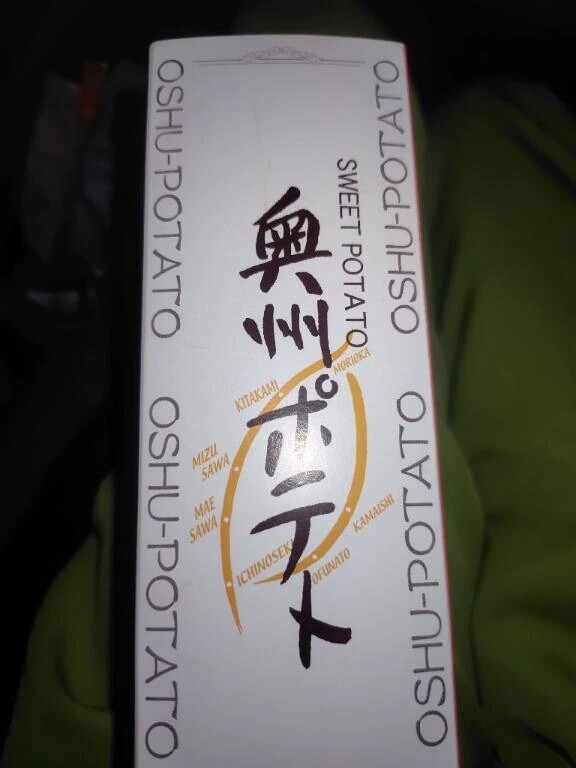 OSHU-POTATO
OSHU-POTATO
SWEET POTATO
奥州ポテト
MORIOKA
KITAKAMI
MIZU
SAWA
MAE
SAWA
ICHINOSEKI
OFUNATO
KAMAISHI
OSHU-POTATO
OSHU-POTATO